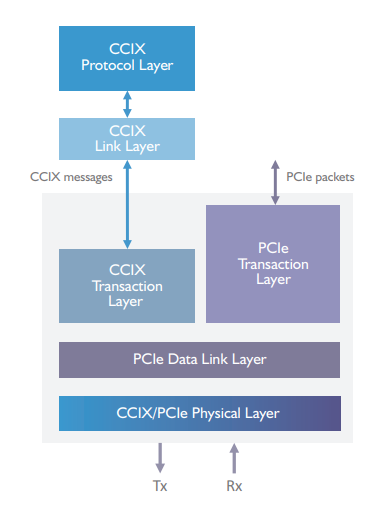 CCIX
Protocol Layer
CCIX
Link Layer
CCIX messages
PCIe packets
CCIX
Transaction
Layer
PCIe
Transaction
Layer
PCIe Data Link Layer
CCIX/PCIe Physical Layer
Tx
Rx